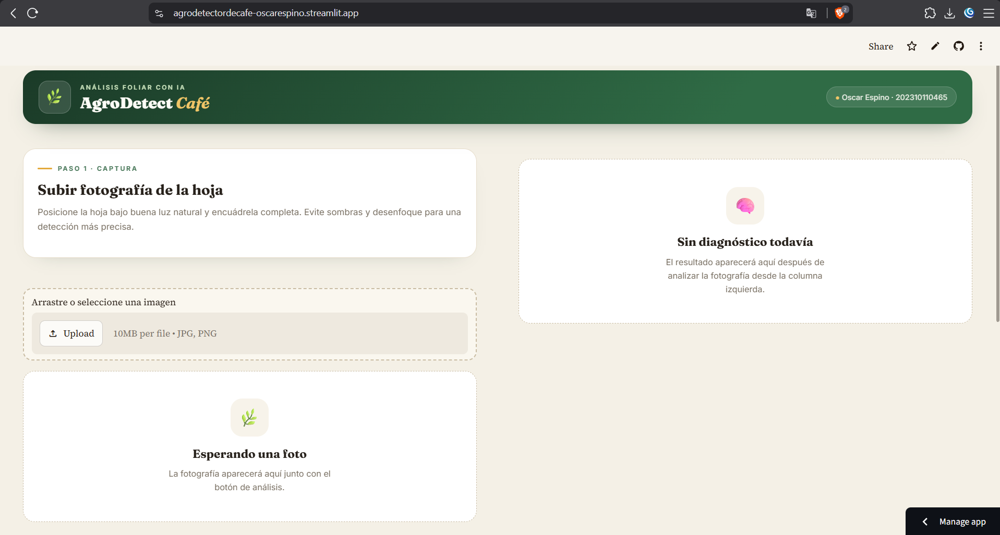 agrodetectordecafe-oscarespino.streamlit.app
2
Share
ANÁLISIS FOLIAR CON IA
AgroDetect Café
Oscar Espino · 202310110465
PASO 1 · CAPTURA
Subir fotografía de la hoja
Posicione la hoja bajo buena luz natural y encuádrela completa. Evite sombras y desenfoque para una
detección más precisa.
Arrastre o seleccione una imagen
Upload
10MB per file • JPG, PNG
Esperando una foto
La fotografía aparecerá aquí junto con el
botón de análisis.
Sin diagnóstico todavía
El resultado aparecerá aquí después de
analizar la fotografía desde la columna
izquierda.
Manage app